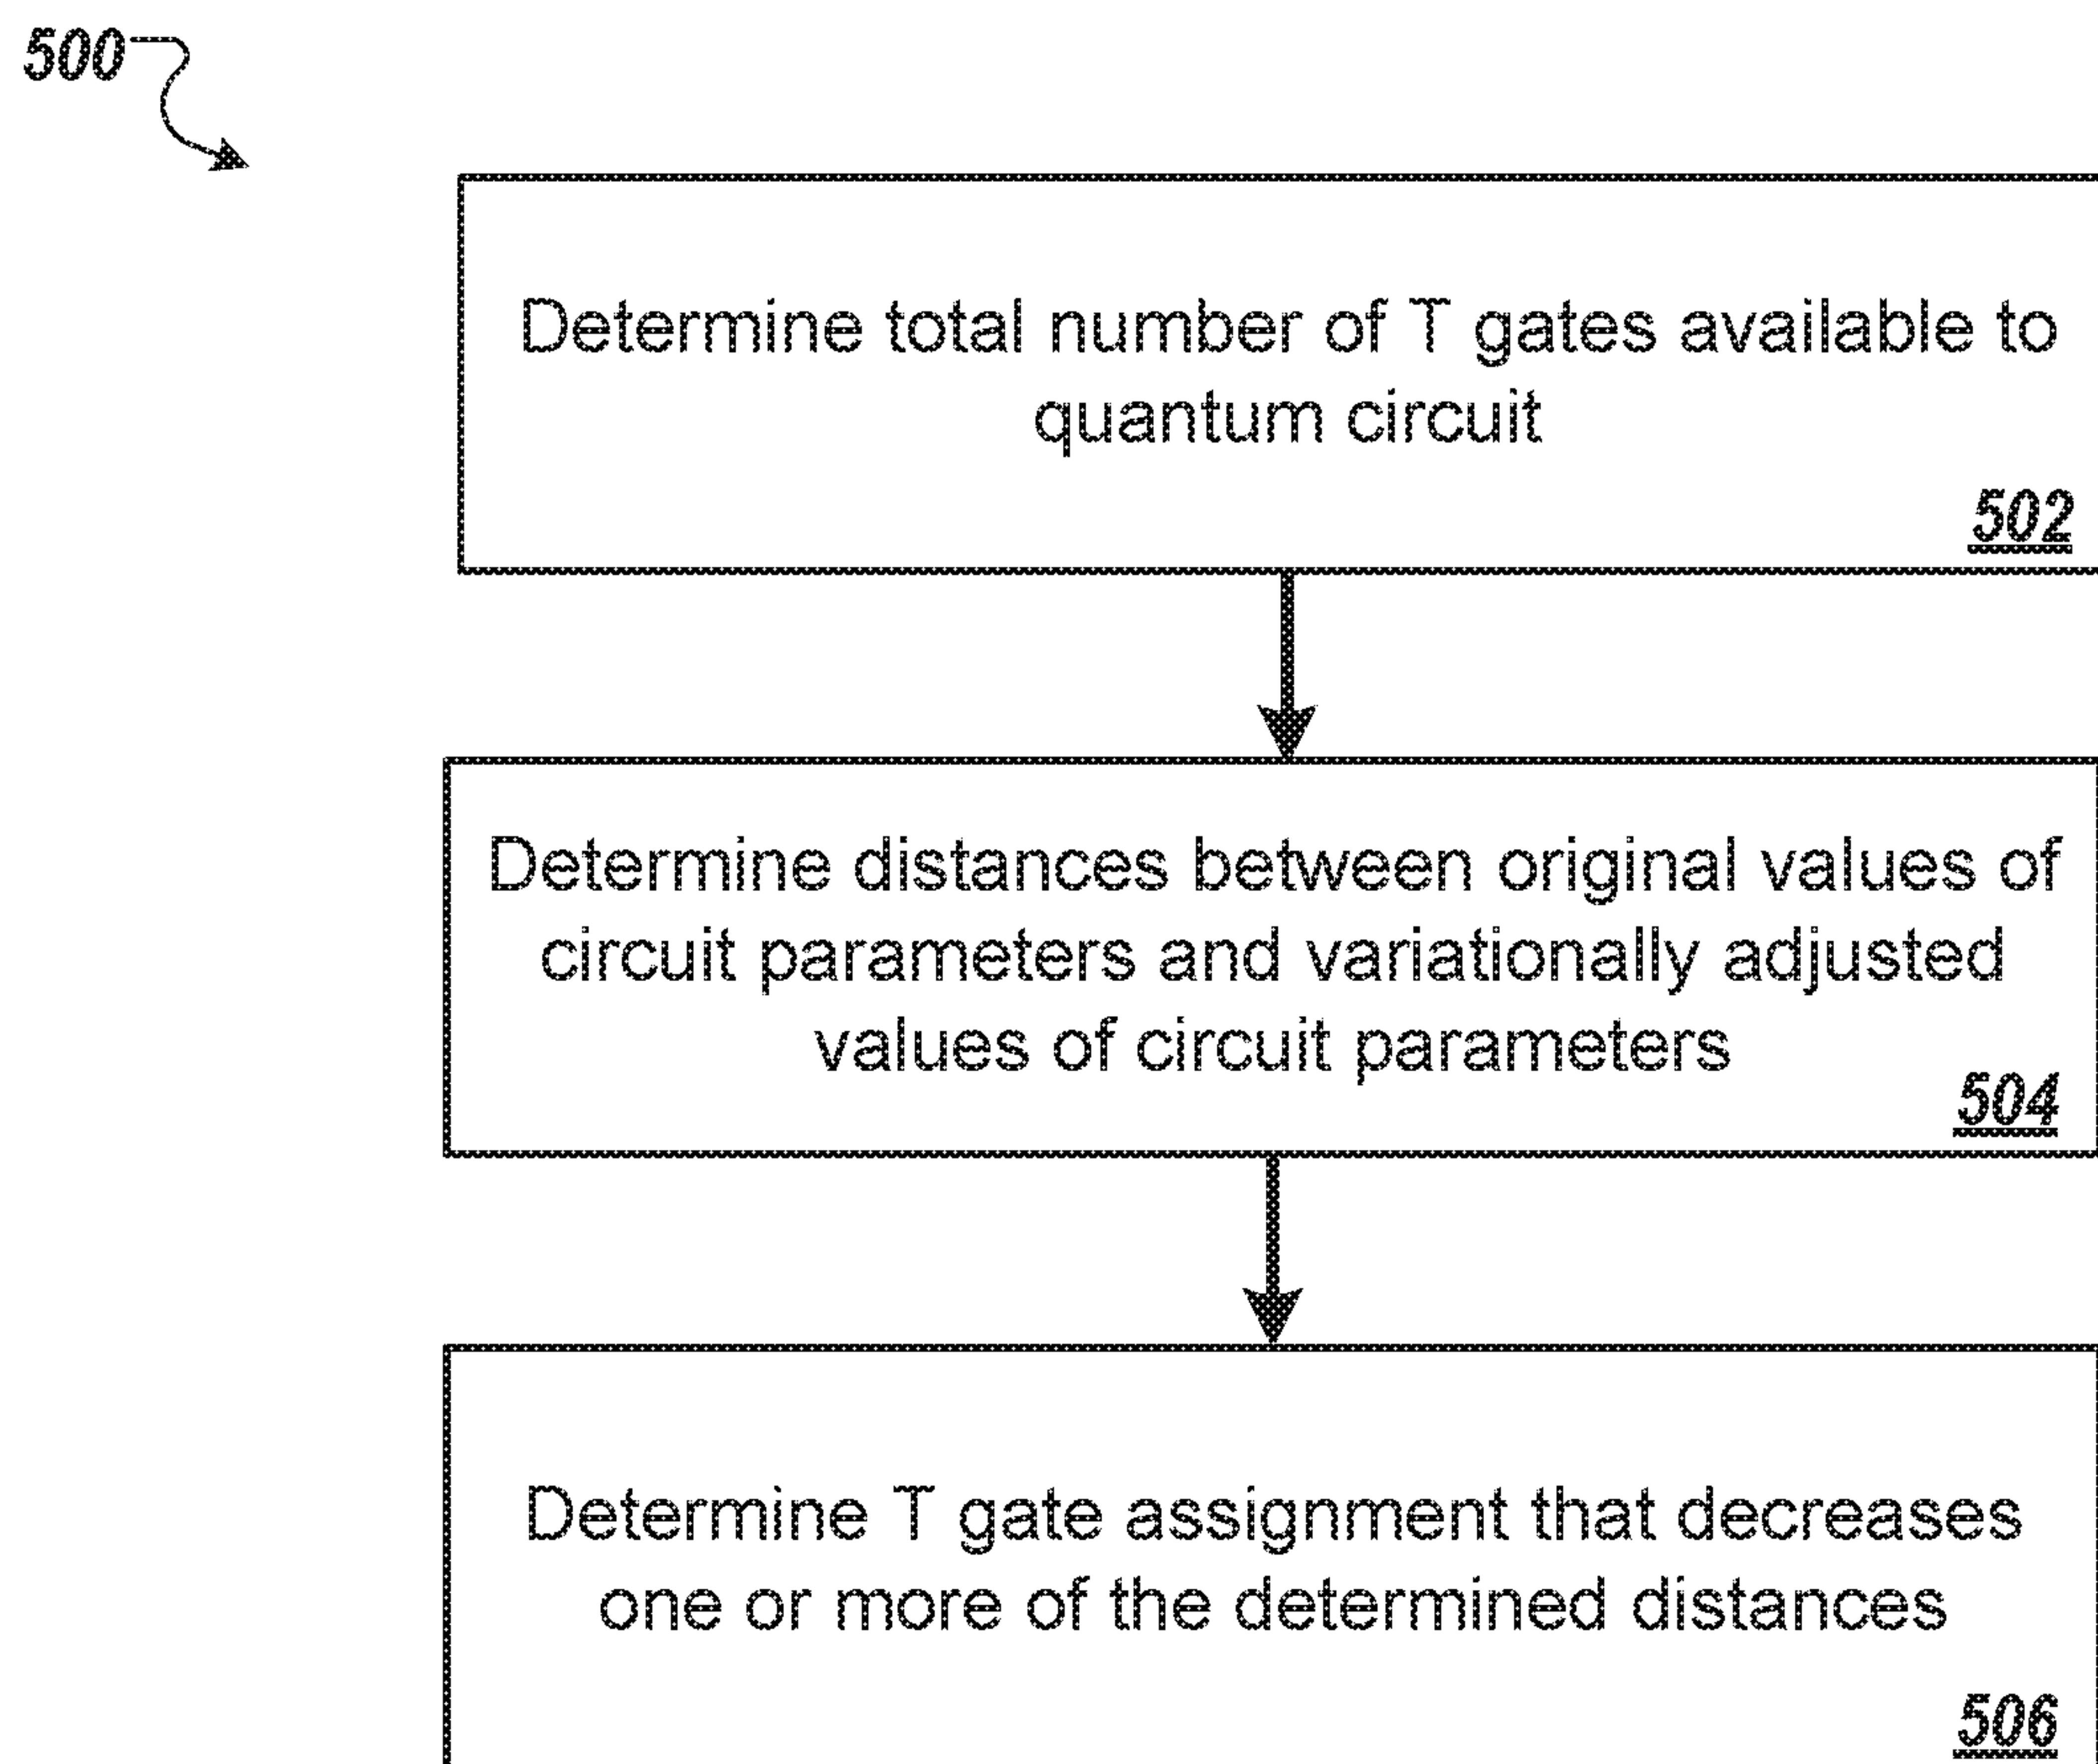 500
Determine total number of T gates available to
quantum circuit
502
Determine distances between original values of
circuit parameters and variationally adjusted
values of circuit parameters
504
Determine T gate assignment that decreases
one or more of the determined distances
506